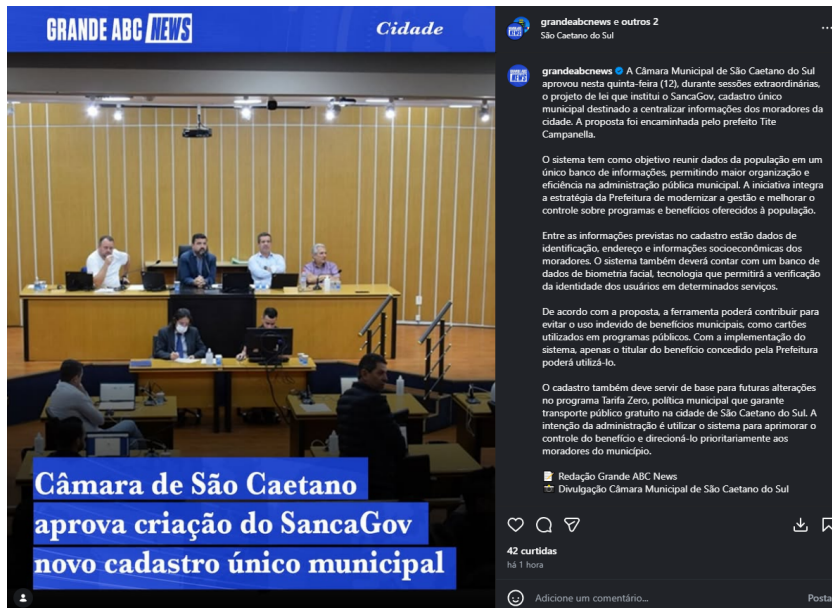 GRANDE ABC NEWS
Cidade
Câmara de São Caetano
aprova criação do SancaGov
novo cadastro único municipal
grandeabcnews e outros 2
São Caetano do Sul
grandeabcnews A Câmara Municipal de São Caetano do Sul
aprovou nesta quinta-feira (12), durante sessões extraordinárias,
o projeto de lei que institui o SancaGov, cadastro único
municipal destinado a centralizar informações dos moradores da
cidade. A proposta foi encaminhada pelo prefeito Tite
Campanella.
O sistema tem como objetivo reunir dados da população em um
único banco de informações, permitindo maior organização e
eficiência na administração pública municipal. A iniciativa integra
a estratégia da Prefeitura de modernizar a gestão e melhorar o
controle sobre programas e benefícios oferecidos à população.
Entre as informações previstas no cadastro estão dados de
identificação, endereço e informações socioeconômicas dos
moradores. O sistema também deverá contar com um banco de
dados de biometria facial, tecnologia que permitirá a verificação
da identidade dos usuários em determinados serviços.
De acordo com a proposta, a ferramenta poderá contribuir para
evitar o uso indevido de benefícios municipais, como cartões
utilizados em programas públicos. Com a implementação do
sistema, apenas o titular do benefício concedido pela Prefeitura
poderá utilizá-lo.
O cadastro também deve servir de base para futuras alterações
no programa Tarifa Zero, política municipal que garante
transporte público gratuito na cidade de São Caetano do Sul. A
intenção da administração é utilizar o sistema para aprimorar o
controle do benefício e direcioná-lo prioritariamente aos
moradores do município.
Redação Grande ABC News
Divulgação Câmara Municipal de São Caetano do Sul
42 curtidas
há 1 hora
Adicione um comentário...
Posta